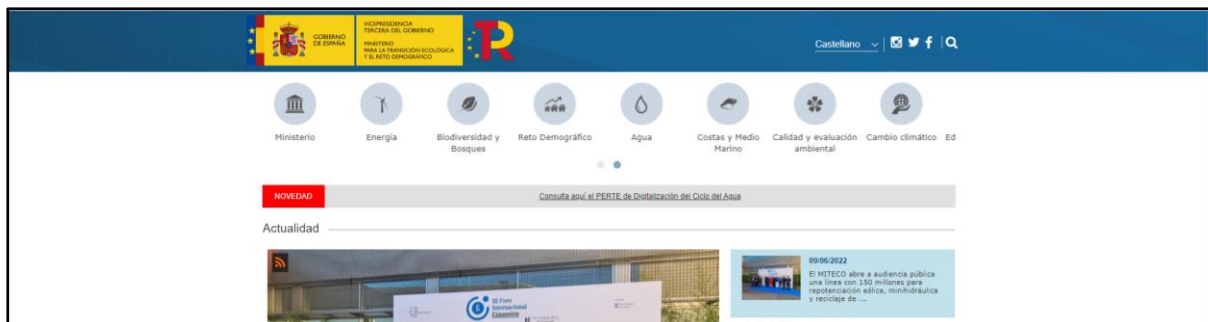 GOBIERNO
DE ESPAÑA
VICEPRESIDENCIA
TERCERA DEL GOBIERNO
MINISTERIO
PARA LA TRANSICIÓN ECOLÓGICA
Y EL RETO DEMOGRÁFICO
R
Castellano
Ministerio
Energía
Biodiversidad y
Bosques
Reto Demográfico
Agua
Costas y Medio
Marino
Calidad y evaluación
ambiental
Cambio climático
Ed
NOVEDAD
Consulta aquí el PERTE de Digitalización del Ciclo del Agua
Actualidad
III Foro
Internacional
09/06/2022
El MITECO abre a audiencia pública
una línea con 150 millones para
repotenciación eólica, minihidráulica
y reciclaje de ...